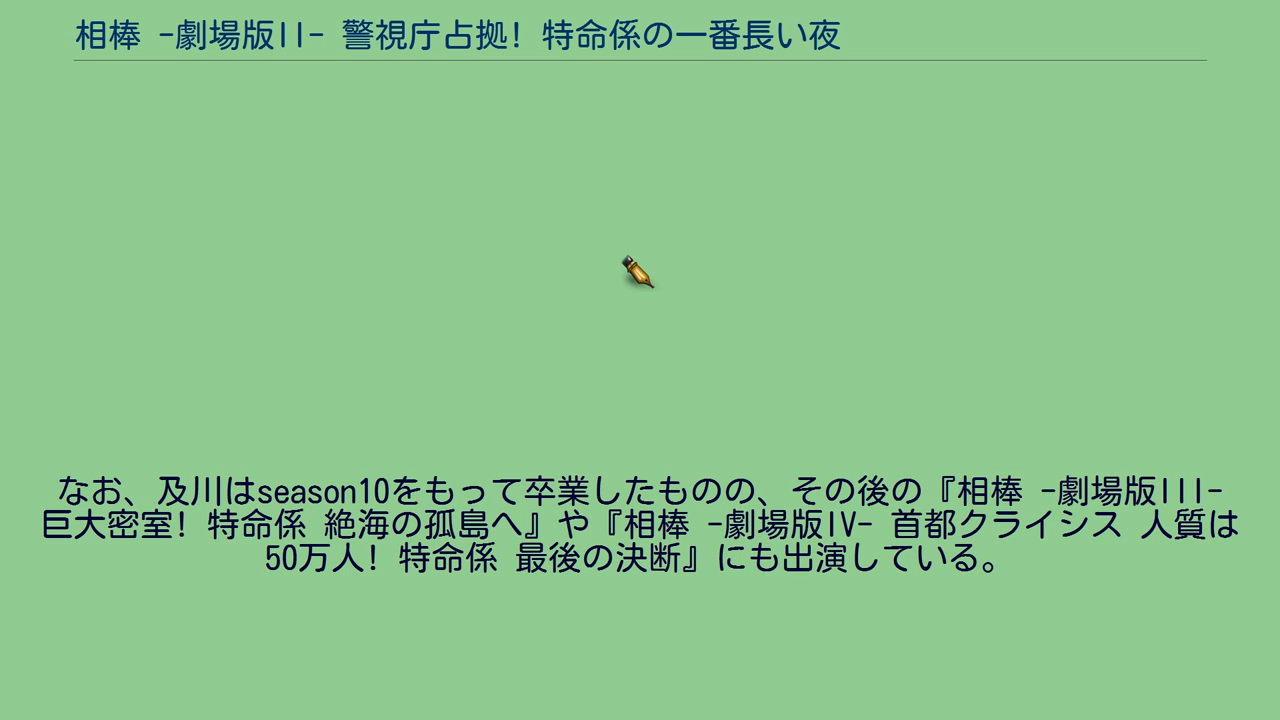 相棒 -劇場版II- 警視庁占拠! 特命係の一番長い夜
なお、及川はseason10をもって卒業したものの、その後の『相棒 -劇場版III-
巨大密室! 特命係 絶海の孤島へ』や『相棒 -劇場版IV- 首都クライシス 人質は
50万人! 特命係 最後の決断』にも出演している。